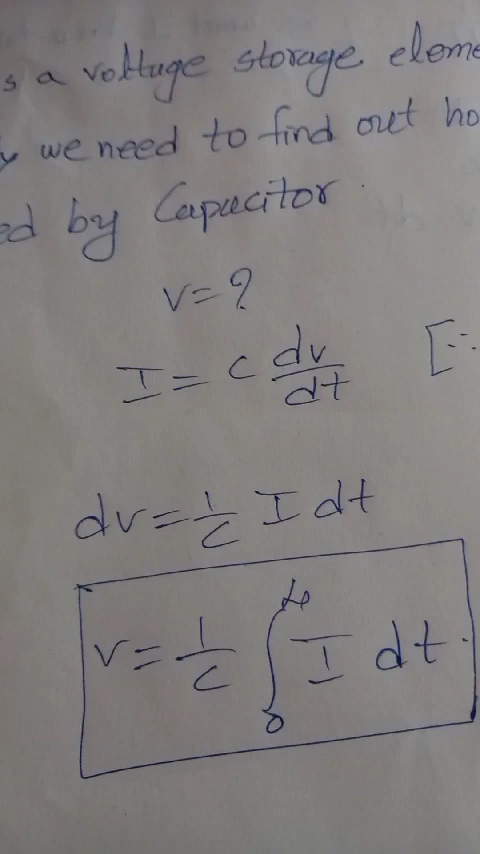 s a voltage storage eleme
y we need to find out ho
ed by Capacitor.
v = ?
I = c dv/dt [∵
dv = 1/c I dt
v = 1/c ∫ 0 I dt.